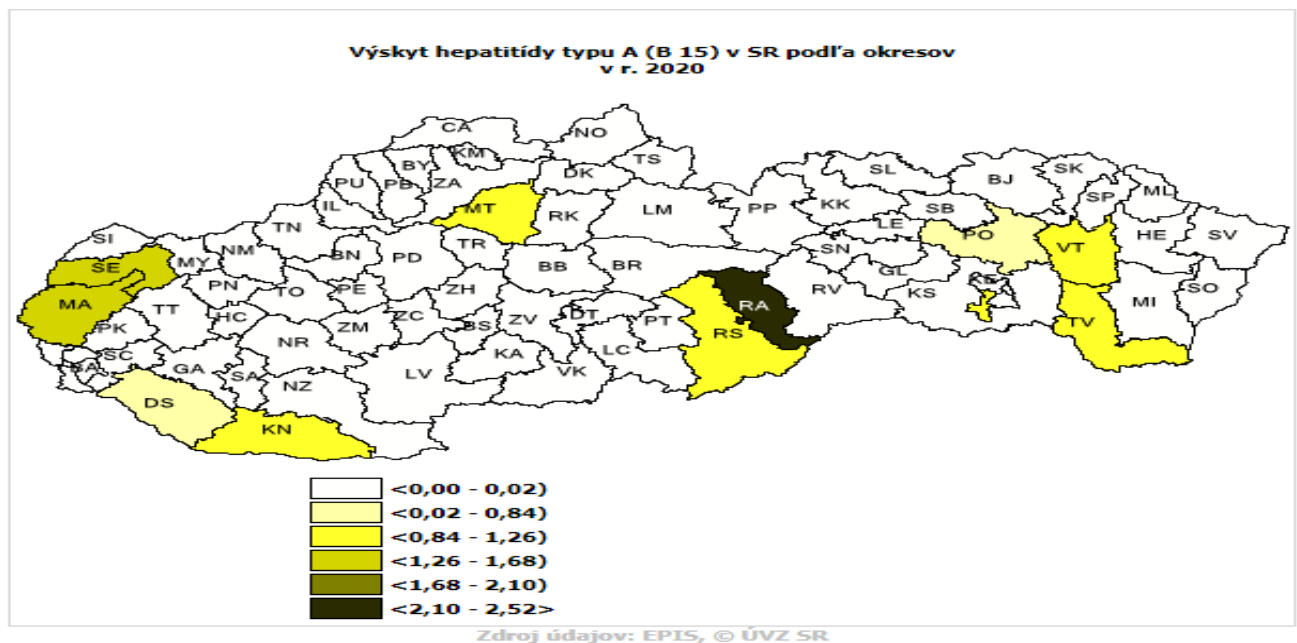 Výskyt hepatitídy typu A (B 15) v SR podľa okresov
v r. 2020
CA
NO
KM
TS
BY
DK
SL
SK
PU
PB
ZA
BJ
SP
ML
IL
MT
RK
LM
PP
KK
SB
TN
LE
SI
TR
SN
PO
VT
HE
SV
MY
NM
BN
PD
BB
BR
GL
SE
PN
TO
PE
ZH
RV
KS
KE
MI
SO
MA
TT
HC
ZM
ZC
BS
ZV
DT
PT
RA
TV
PK
NR
RS
SC
KA
LC
BA
GA
SA
NZ
LV
VK
DS
KN
<0,00 - 0,02)
<0,02 - 0,84)
<0,84 - 1,26)
<1,26 - 1,68)
<1,68 - 2,10)
<2,10 - 2,52>
Zdroj údajov: EPIS, © ÚVZ SR